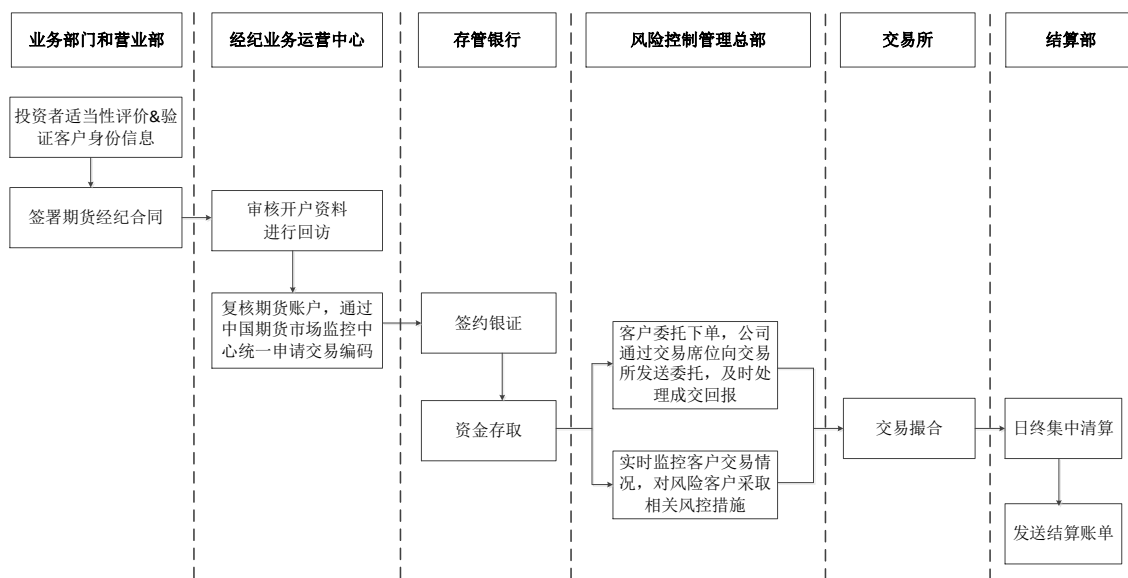 业务部门和营业部
经纪业务运营中心
存管银行
风险控制管理总部
交易所
结算部
投资者适当性评价&验
证客户身份信息
签署期货经纪合同
审核开户资料
进行回访
复核期货账户，通过
中国期货市场监控中
心统一申请交易编码
签约银证
资金存取
客户委托下单，公司
通过交易席位向交易
所发送委托，及时处
理成交回报
实时监控客户交易情
况，对风险客户采取
相关风控措施
交易撮合
日终集中清算
发送结算账单